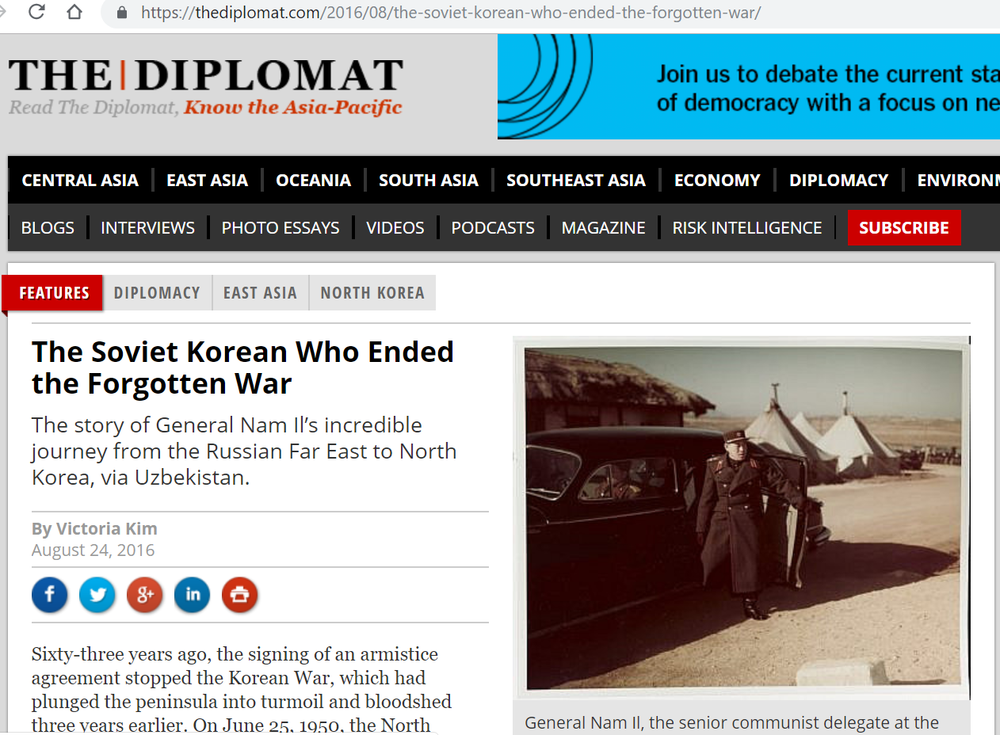 https://thediplomat.com/2016/08/the-soviet-korean-who-ended-the-forgotten-war/
THE|DIPLOMAT
Read The Diplomat, Know the Asia-Pacific
Join us to debate the current sta
of democracy with a focus on ne
CENTRAL ASIA | EAST ASIA | OCEANIA | SOUTH ASIA | SOUTHEAST ASIA | ECONOMY | DIPLOMACY | ENVIRONM
BLOGS | INTERVIEWS | PHOTO ESSAYS | VIDEOS | PODCASTS | MAGAZINE | RISK INTELLIGENCE | SUBSCRIBE
FEATURES DIPLOMACY EAST ASIA NORTH KOREA
The Soviet Korean Who Ended
the Forgotten War
The story of General Nam Il’s incredible
journey from the Russian Far East to North
Korea, via Uzbekistan.
By Victoria Kim
August 24, 2016
f g+ in
Sixty-three years ago, the signing of an armistice
agreement stopped the Korean War, which had
plunged the peninsula into turmoil and bloodshed
three years earlier. On June 25, 1950, the North
General Nam Il, the senior communist delegate at the